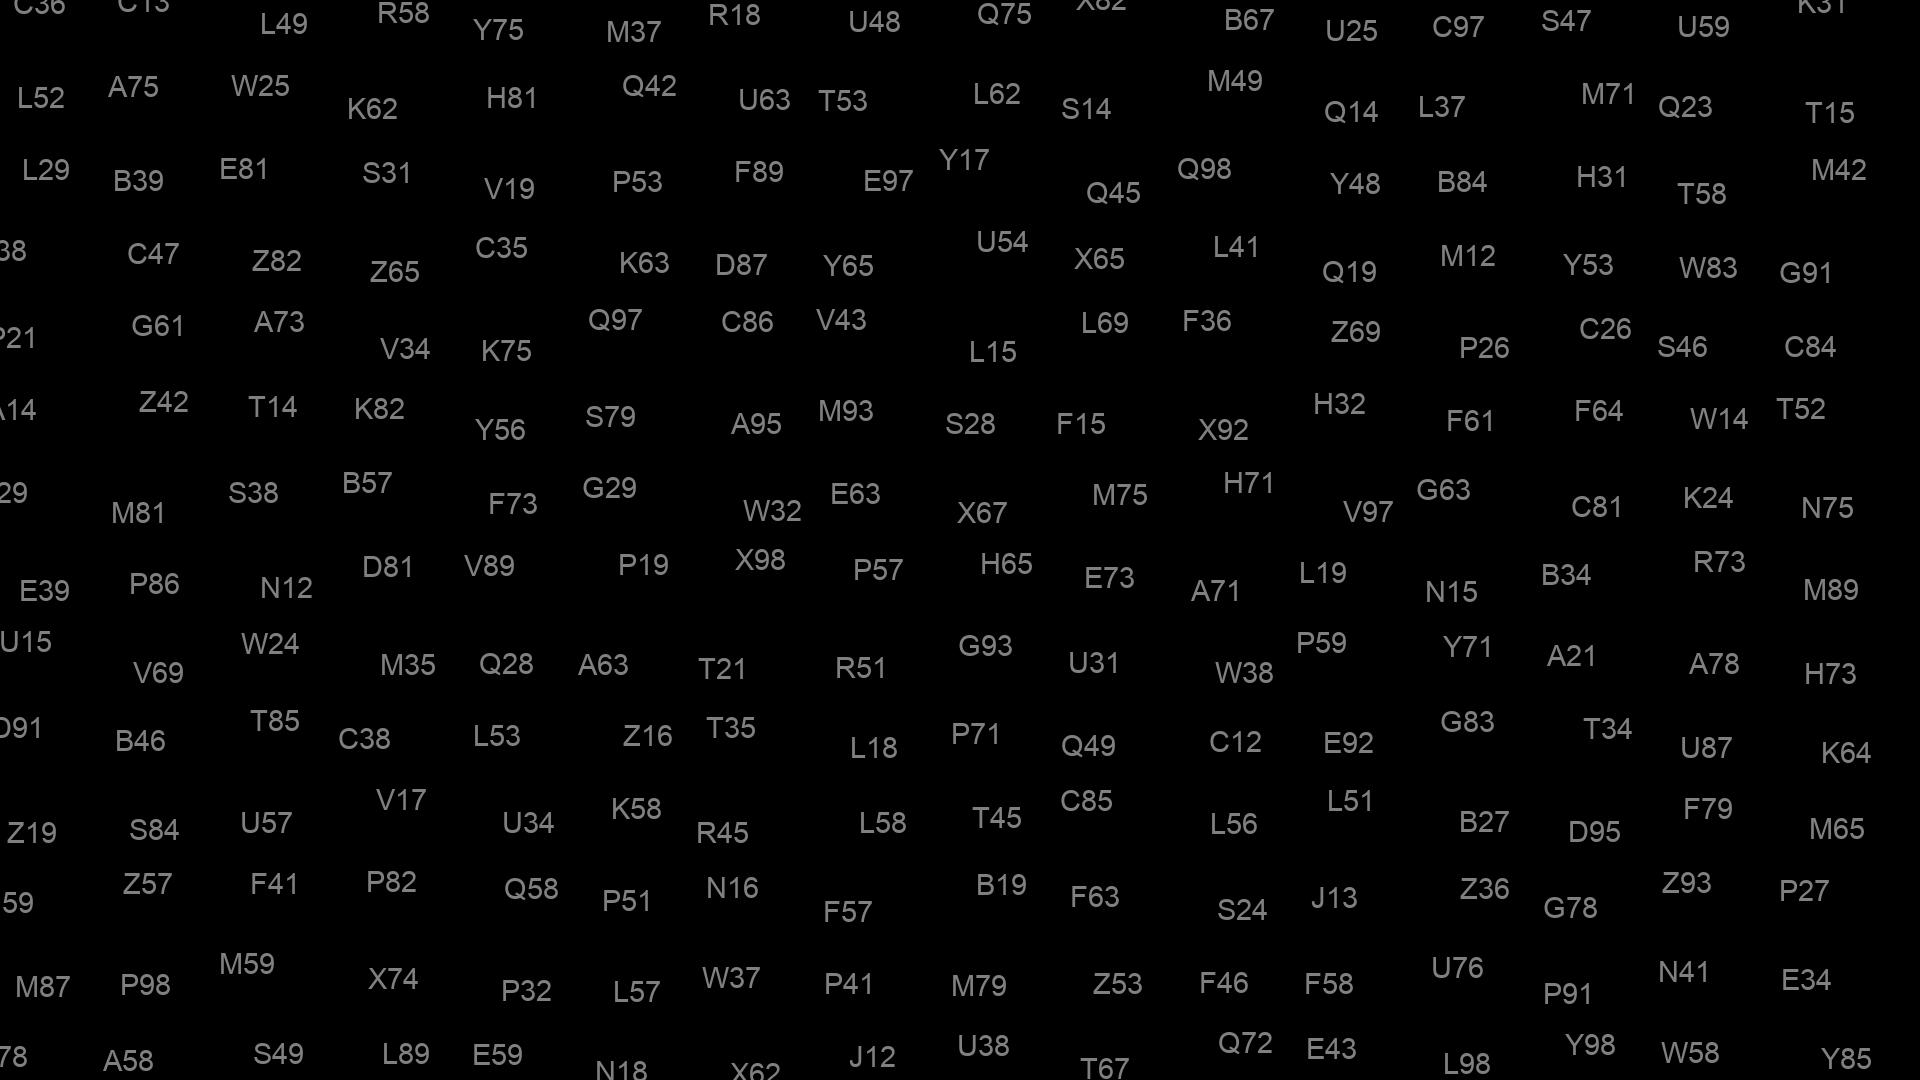 C36 C13 L49 R58 Y75 M37 R18 U48 Q75 X82 B67 U25 C97 S47 U59 K31
L52 A75 W25 K62 H81 Q42 U63 T53 L62 S14 M49 Q14 L37 M71 Q23 T15
L29 B39 E81 S31 V19 P53 F89 E97 Y17 Q45 Q98 Y48 B84 H31 T58 M42
38 C47 Z82 Z65 C35 K63 D87 Y65 U54 X65 L41 Q19 M12 Y53 W83 G91
P21 G61 A73 V34 K75 Q97 C86 V43 L15 L69 F36 Z69 P26 C26 S46 C84
A14 Z42 T14 K82 Y56 S79 A95 M93 S28 F15 X92 H32 F61 F64 W14 T52
29 M81 S38 B57 F73 G29 W32 E63 X67 M75 H71 V97 G63 C81 K24 N75
E39 P86 N12 D81 V89 P19 X98 P57 H65 E73 A71 L19 N15 B34 R73 M89
U15 V69 W24 M35 Q28 A63 T21 R51 G93 U31 W38 P59 Y71 A21 A78 H73
D91 B46 T85 C38 L53 Z16 T35 L18 P71 Q49 C12 E92 G83 T34 U87 K64
Z19 S84 U57 V17 U34 K58 R45 L58 T45 C85 L56 L51 B27 D95 F79 M65
59 Z57 F41 P82 Q58 P51 N16 F57 B19 F63 S24 J13 Z36 G78 Z93 P27
M87 P98 M59 X74 P32 L57 W37 P41 M79 Z53 F46 F58 U76 P91 N41 E34
78 A58 S49 L89 E59 N18 X62 J12 U38 T67 Q72 E43 L98 Y98 W58 Y85